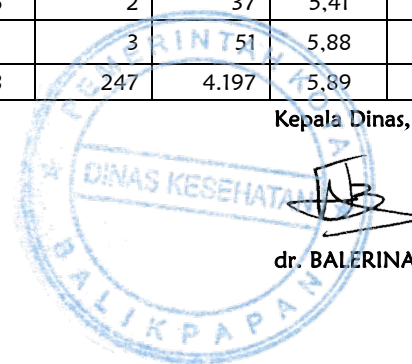 2 37 5,41
3 51 5,88
247 4.197 5,89
Kepala Dinas,
PEMERINTAH KOTA
DINAS KESEHATAN
BALIKPAPAN
dr. BALERINA